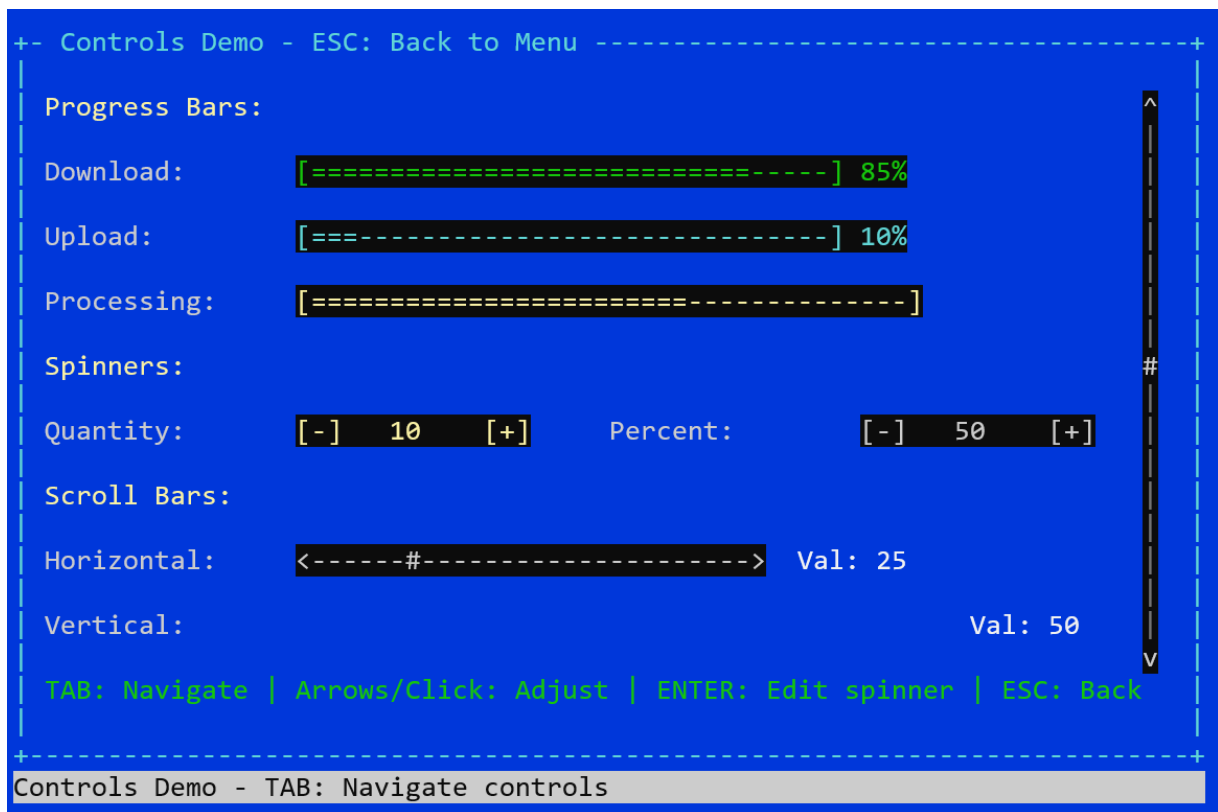 +- Controls Demo - ESC: Back to Menu --------------------------------------+
Progress Bars: ^
Download: [============================-----] 85%
Upload: [===------------------------------] 10%
Processing: [========================--------------]
Spinners: #
Quantity: [-] 10 [+] Percent: [-] 50 [+]
Scroll Bars:
Horizontal: <------#---------------------> Val: 25
Vertical: Val: 50
v
TAB: Navigate | Arrows/Click: Adjust | ENTER: Edit spinner | ESC: Back
+--------------------------------------------------------------------------+
Controls Demo - TAB: Navigate controls